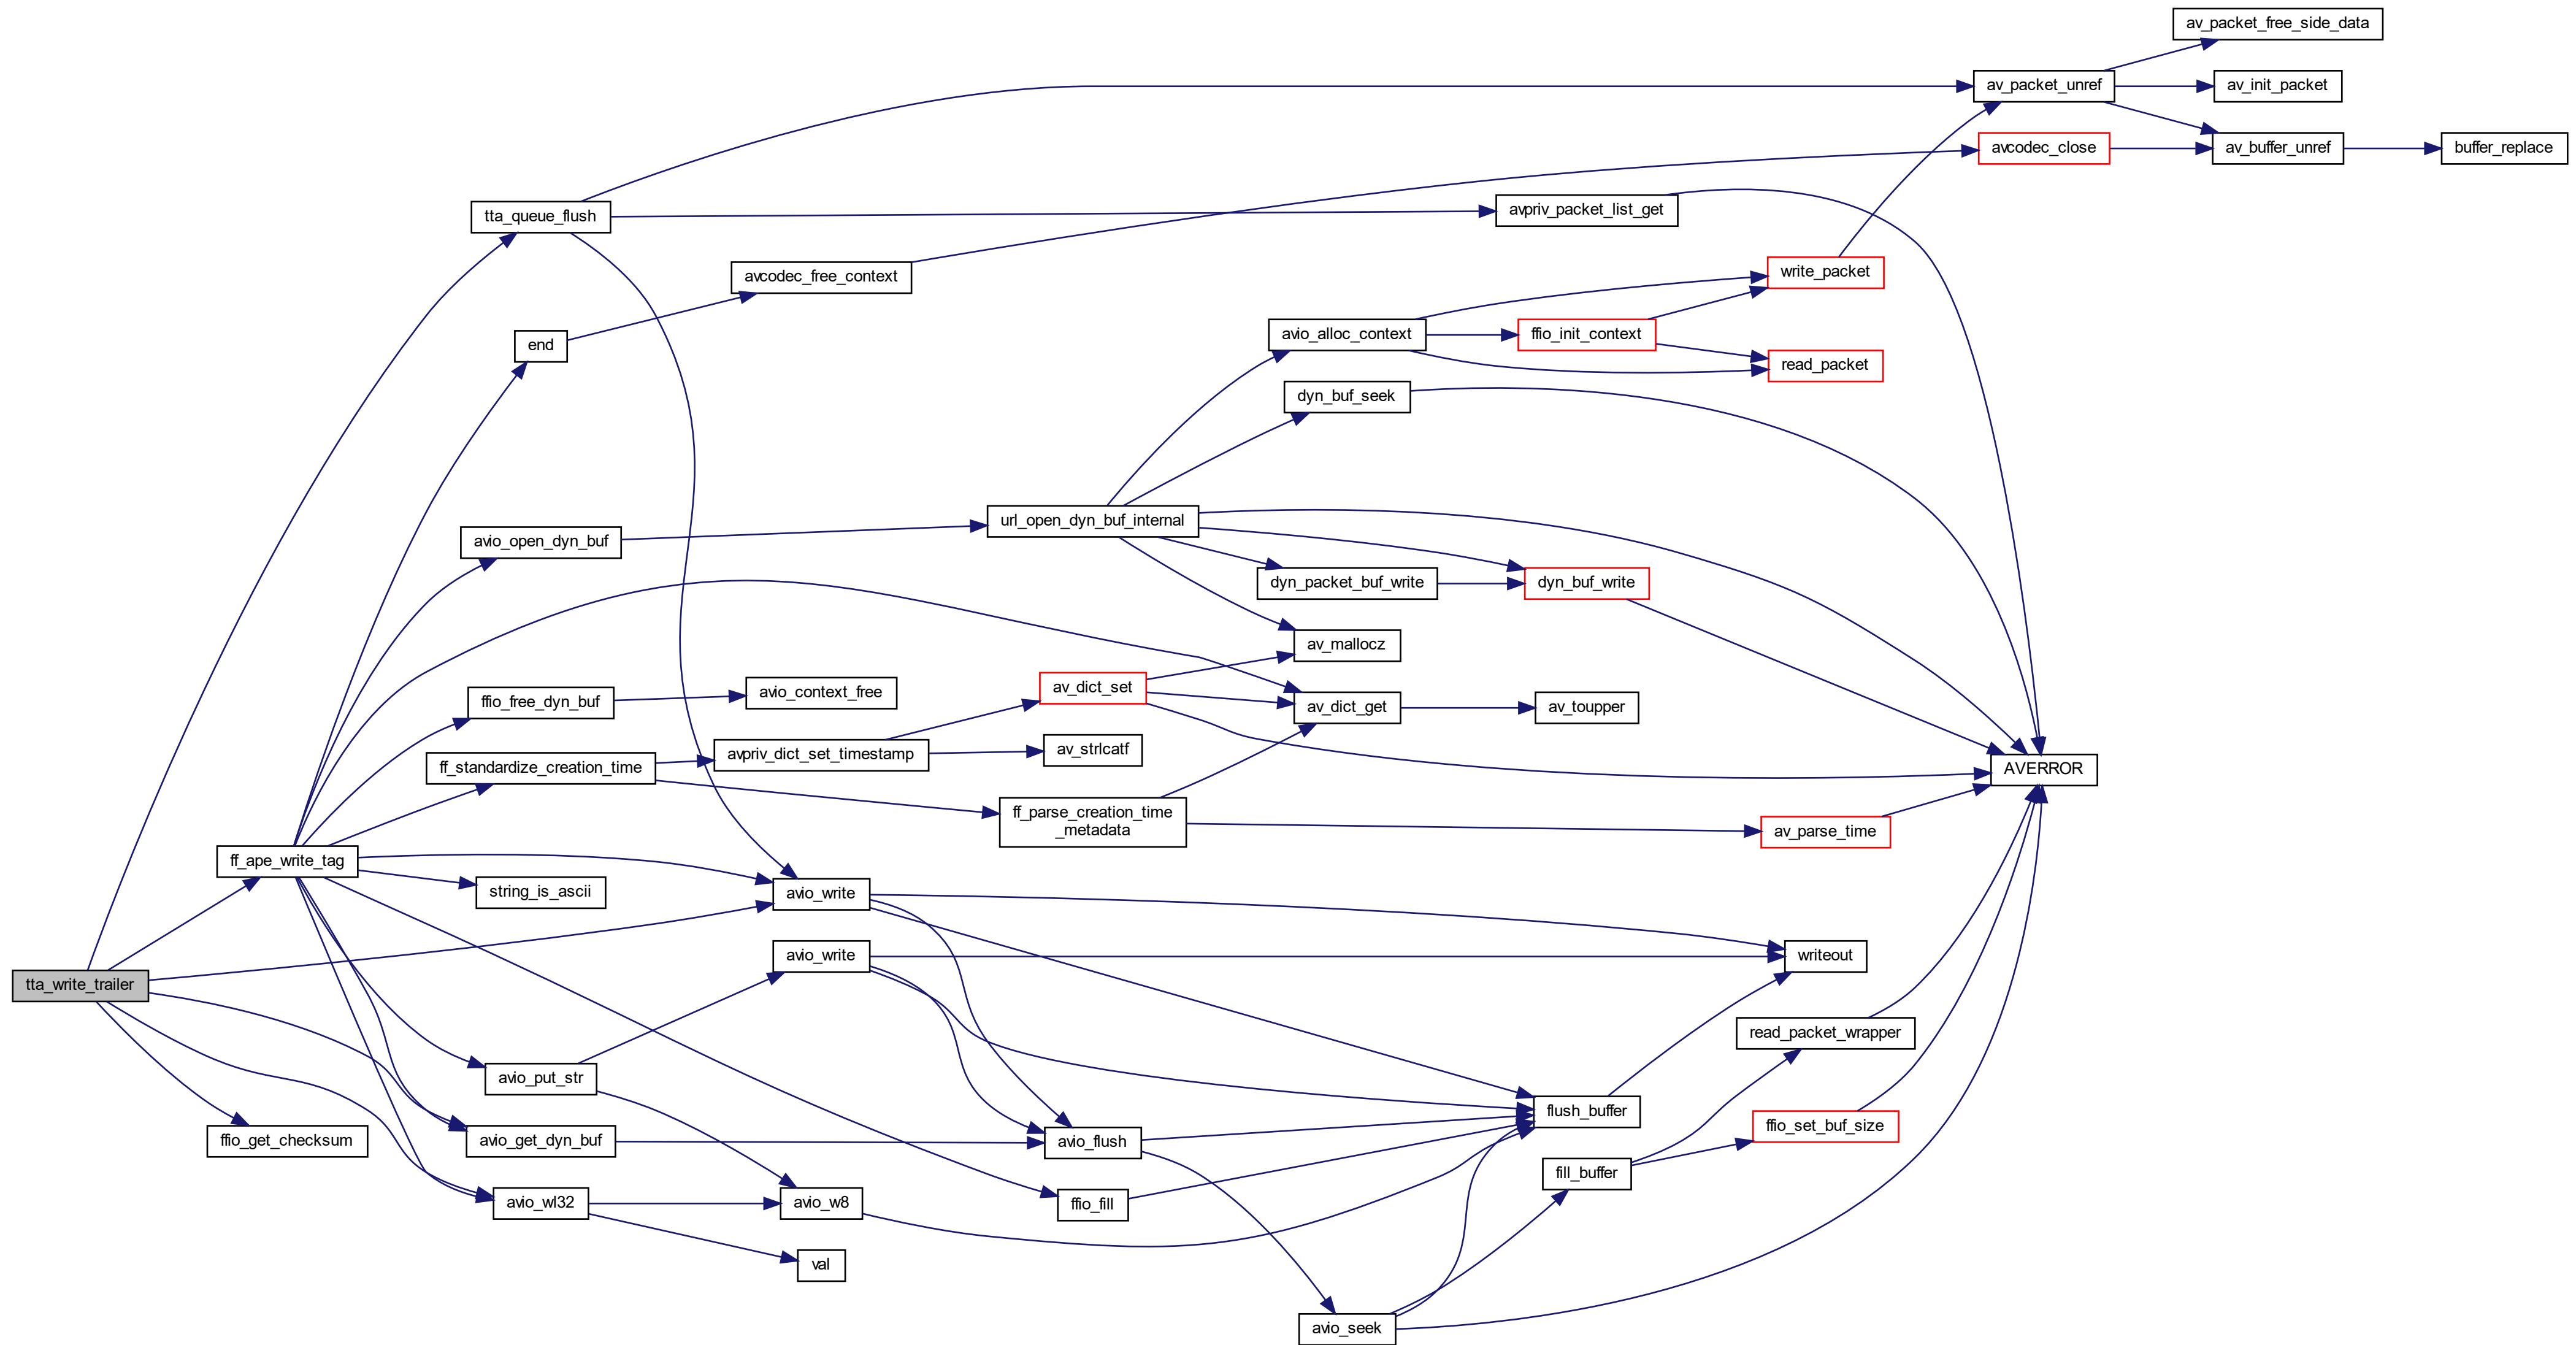 av_packet_free_side_data
av_packet_unref
av_init_packet
avcodec_close
av_buffer_unref
buffer_replace
tta_queue_flush
avpriv_packet_list_get
avcodec_free_context
write_packet
end
avio_alloc_context
ffio_init_context
read_packet
dyn_buf_seek
avio_open_dyn_buf
url_open_dyn_buf_internal
dyn_packet_buf_write
dyn_buf_write
av_mallocz
ffio_free_dyn_buf
avio_context_free
av_dict_set
av_dict_get
av_toupper
ff_standardize_creation_time
avpriv_dict_set_timestamp
av_strlcatf
AVERROR
ff_parse_creation_time
_metadata
av_parse_time
ff_ape_write_tag
string_is_ascii
avio_write
avio_write
writeout
tta_write_trailer
read_packet_wrapper
avio_put_str
flush_buffer
ffio_set_buf_size
ffio_get_checksum
avio_get_dyn_buf
avio_flush
fill_buffer
avio_wl32
avio_w8
ffio_fill
val
avio_seek